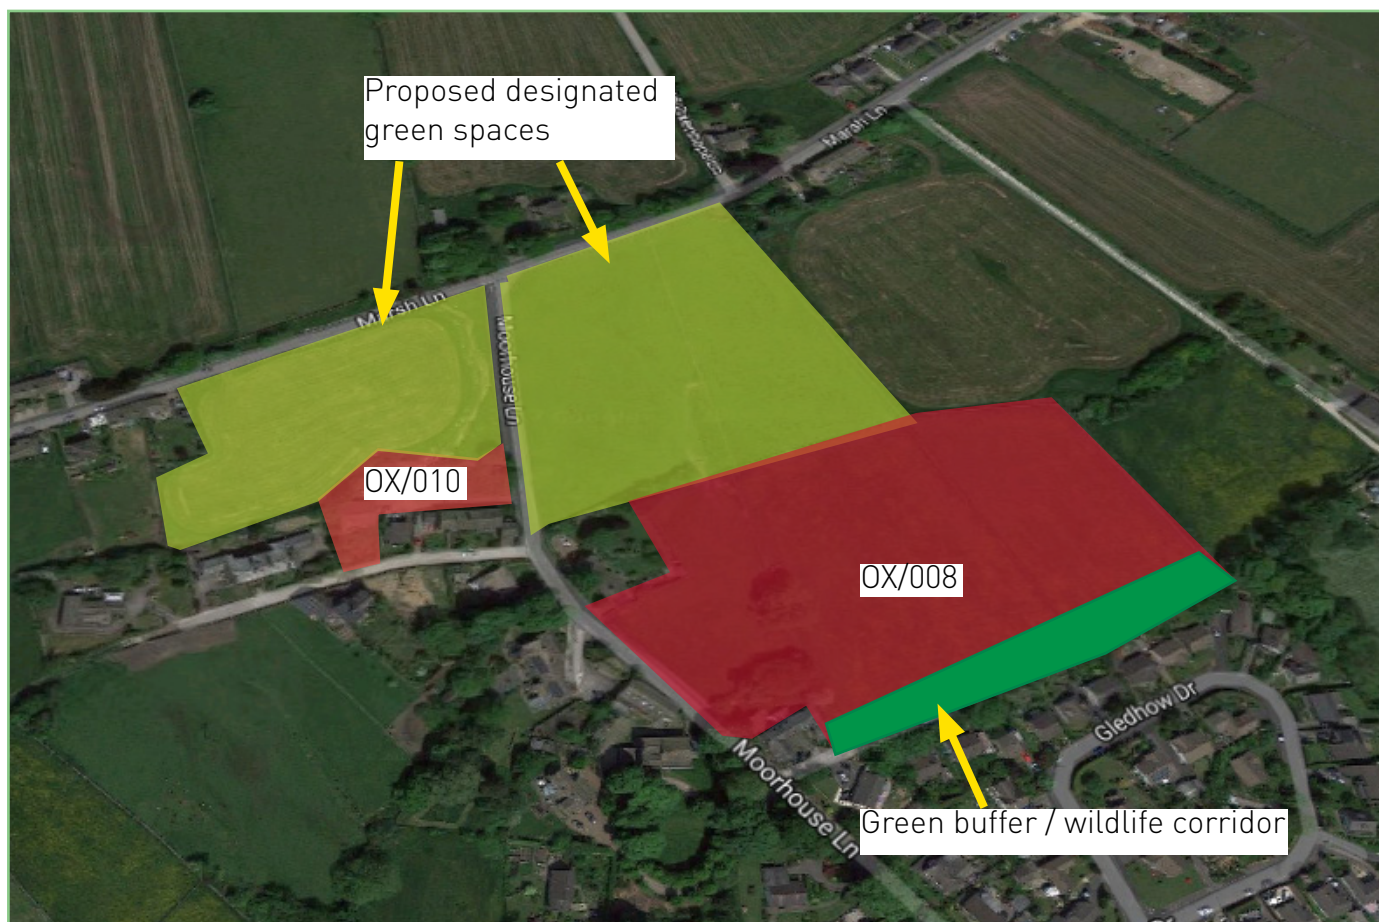 Proposed designated
green spaces
Marsh Ln
Marsh Ln
Moorhouse Ln
OX/010
OX/008
Gledhow Dr
Moorhouse Ln
Green buffer / wildlife corridor